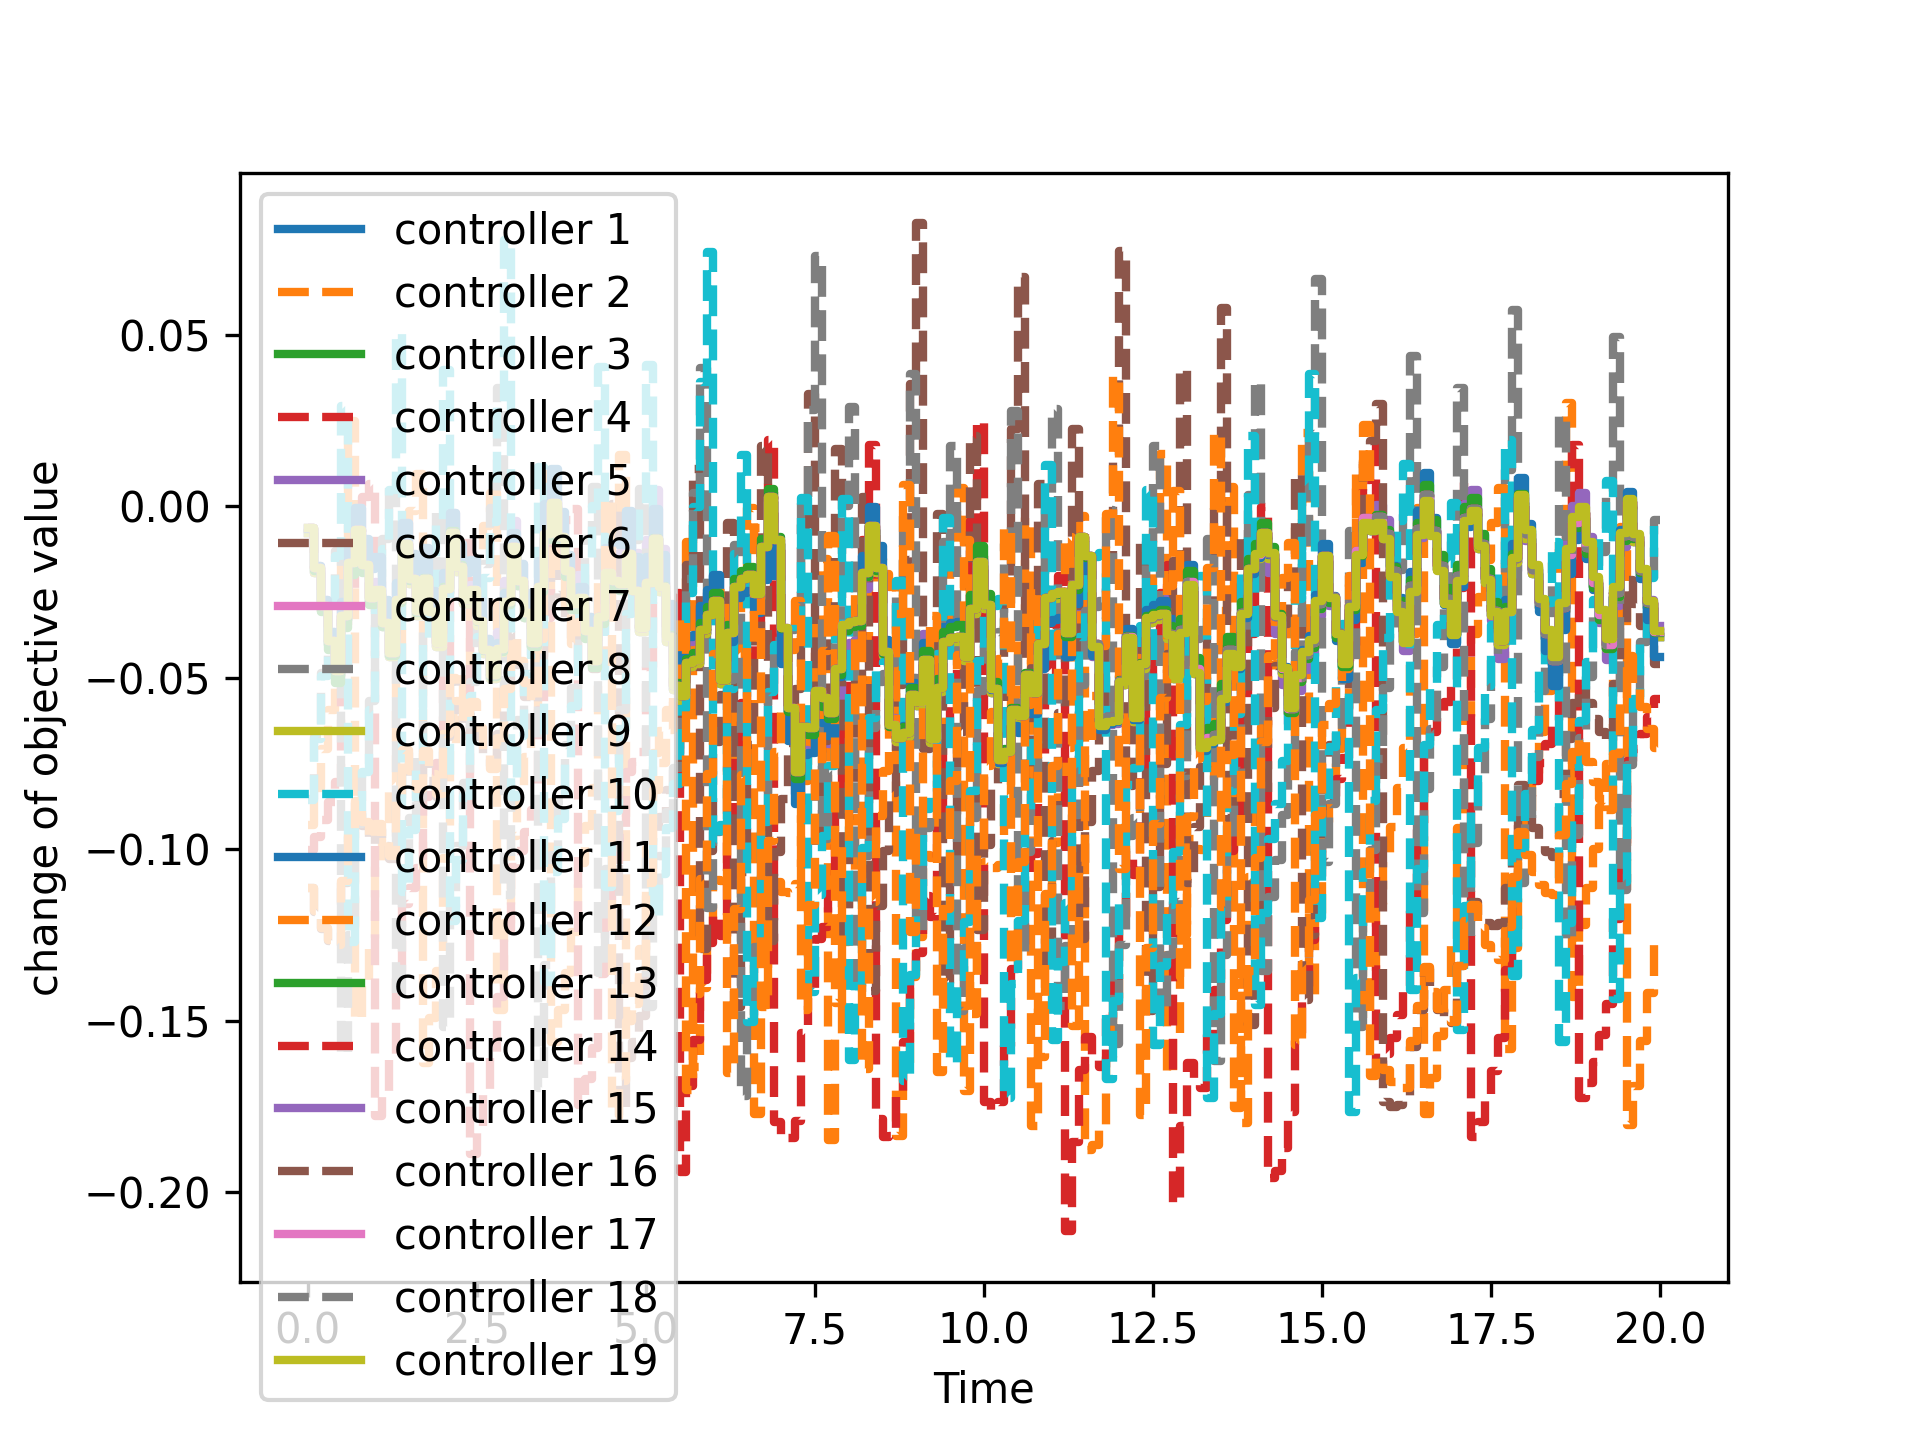 controller 1
controller 2
controller 3
controller 4
controller 5
controller 6
controller 7
controller 8
controller 9
controller 10
controller 11
controller 12
controller 13
controller 14
controller 15
controller 16
controller 17
controller 18
controller 19
change of objective value
0.05
0.00
−0.05
−0.10
−0.15
−0.20
0.0 2.5 5.0 7.5 10.0 12.5 15.0 17.5 20.0
Time